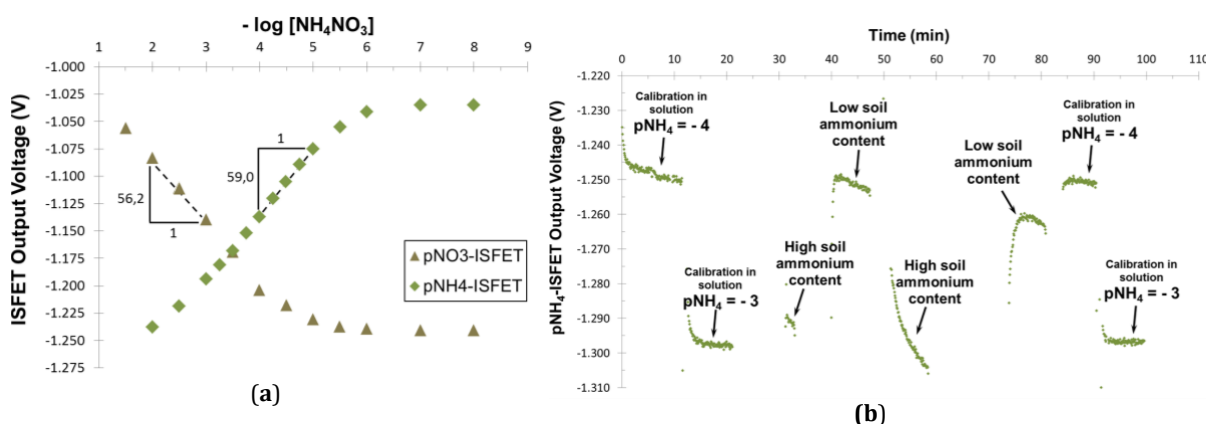 - log [NH₄NO₃]
1 2 3 4 5 6 7 8 9
ISFET Output Voltage (V)
-1.000
-1.025
-1.050
-1.075
-1.100
-1.125
-1.150
-1.175
-1.200
-1.225
-1.250
-1.275
56,2
1
59,0
1
pNO3-ISFET
pNH4-ISFET
(a)
Time (min)
0 10 20 30 40 50 60 70 80 90 100 110
pNH₄-ISFET Output Voltage (V)
-1.220
-1.230
-1.240
-1.250
-1.260
-1.270
-1.280
-1.290
-1.300
-1.310
Calibration in
solution
pNH₄ = - 4
Low soil
ammonium
content
Calibration in
solution
pNH₄ = - 4
Low soil
ammonium
content
High soil
ammonium
content
High soil
ammonium
content
Calibration in
solution
pNH₄ = - 3
Calibration in
solution
pNH₄ = - 3
(b)